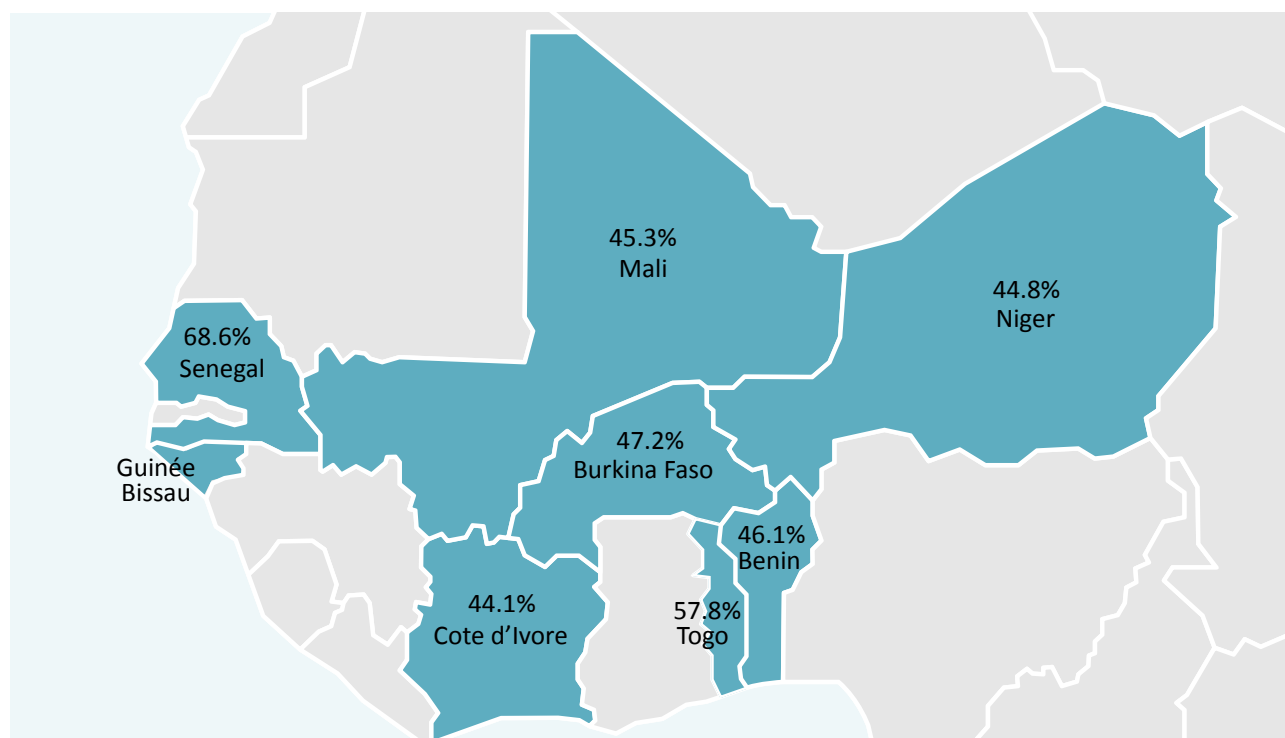 45.3%
Mali
44.8%
Niger
68.6%
Senegal
47.2%
Burkina Faso
Guinée
Bissau
46.1%
Benin
44.1%
Cote d’Ivore
57.8%
Togo